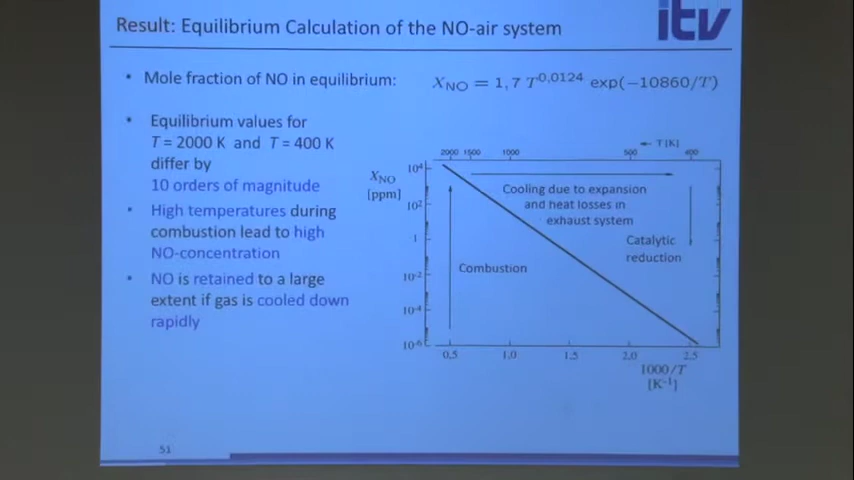 Result: Equilibrium Calculation of the NO-air system
itv
• Mole fraction of NO in equilibrium: X_NO = 1,7 T^0,0124 exp(−10860/T)
• Equilibrium values for
T = 2000 K and T = 400 K
differ by
10 orders of magnitude
• High temperatures during
combustion lead to high
NO-concentration
• NO is retained to a large
extent if gas is cooled down
rapidly
← T [K]
2000 1500 1000 500 400
X_NO
[ppm]
10^4
10^2
1
10^-2
10^-4
10^-6
Cooling due to expansion
and heat losses in
exhaust system
Catalytic
reduction
Combustion
0.5 1.0 1.5 2.0 2.5
1000/T
[K^-1]
51